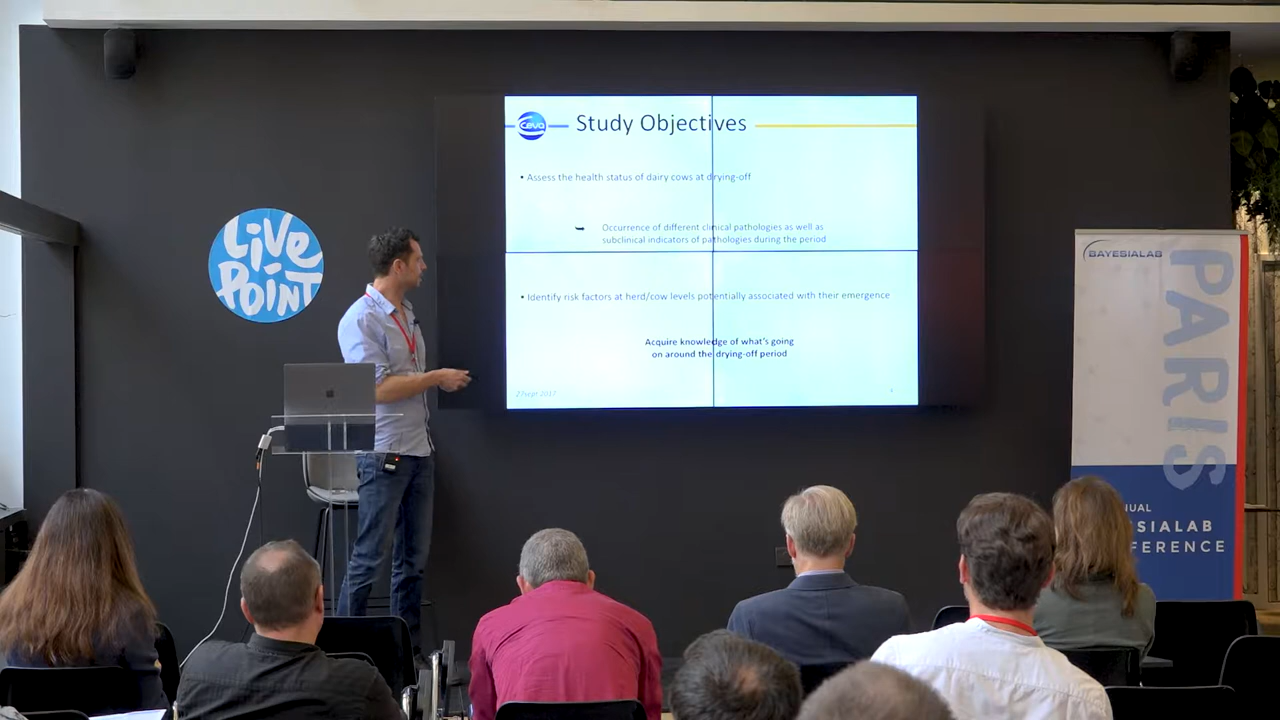 LIVE
POINT
ceva
Study Objectives
• Assess the health status of dairy cows at drying-off
Occurrence of different clinical pathologies as well as
subclinical indicators of pathologies during the period
• Identify risk factors at herd/cow levels potentially associated with their emergence
Acquire knowledge of what's going
on around the drying-off period
27sept 2017
BAYESIALAB
PARIS
NUAL
SIALAB
FERENCE